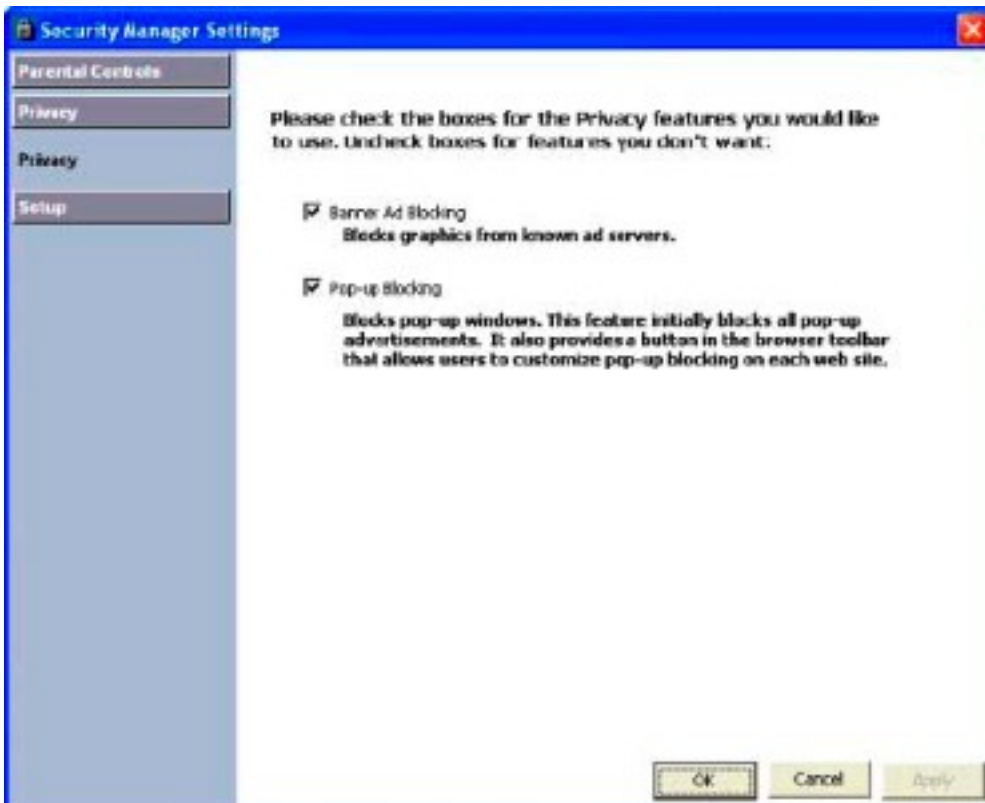 Security Manager Settings
Parental Controls
Privacy
Privacy
Setup
Please check the boxes for the Privacy features you would like
to use. Uncheck boxes for features you don't want:
Banner Ad Blocking
Blocks graphics from known ad servers.
Pop-up Blocking
Blocks pop-up windows. This feature initially blocks all pop-up
advertisements. It also provides a button in the browser toolbar
that allows users to customize pop-up blocking on each web site.
OK
Cancel
Apply